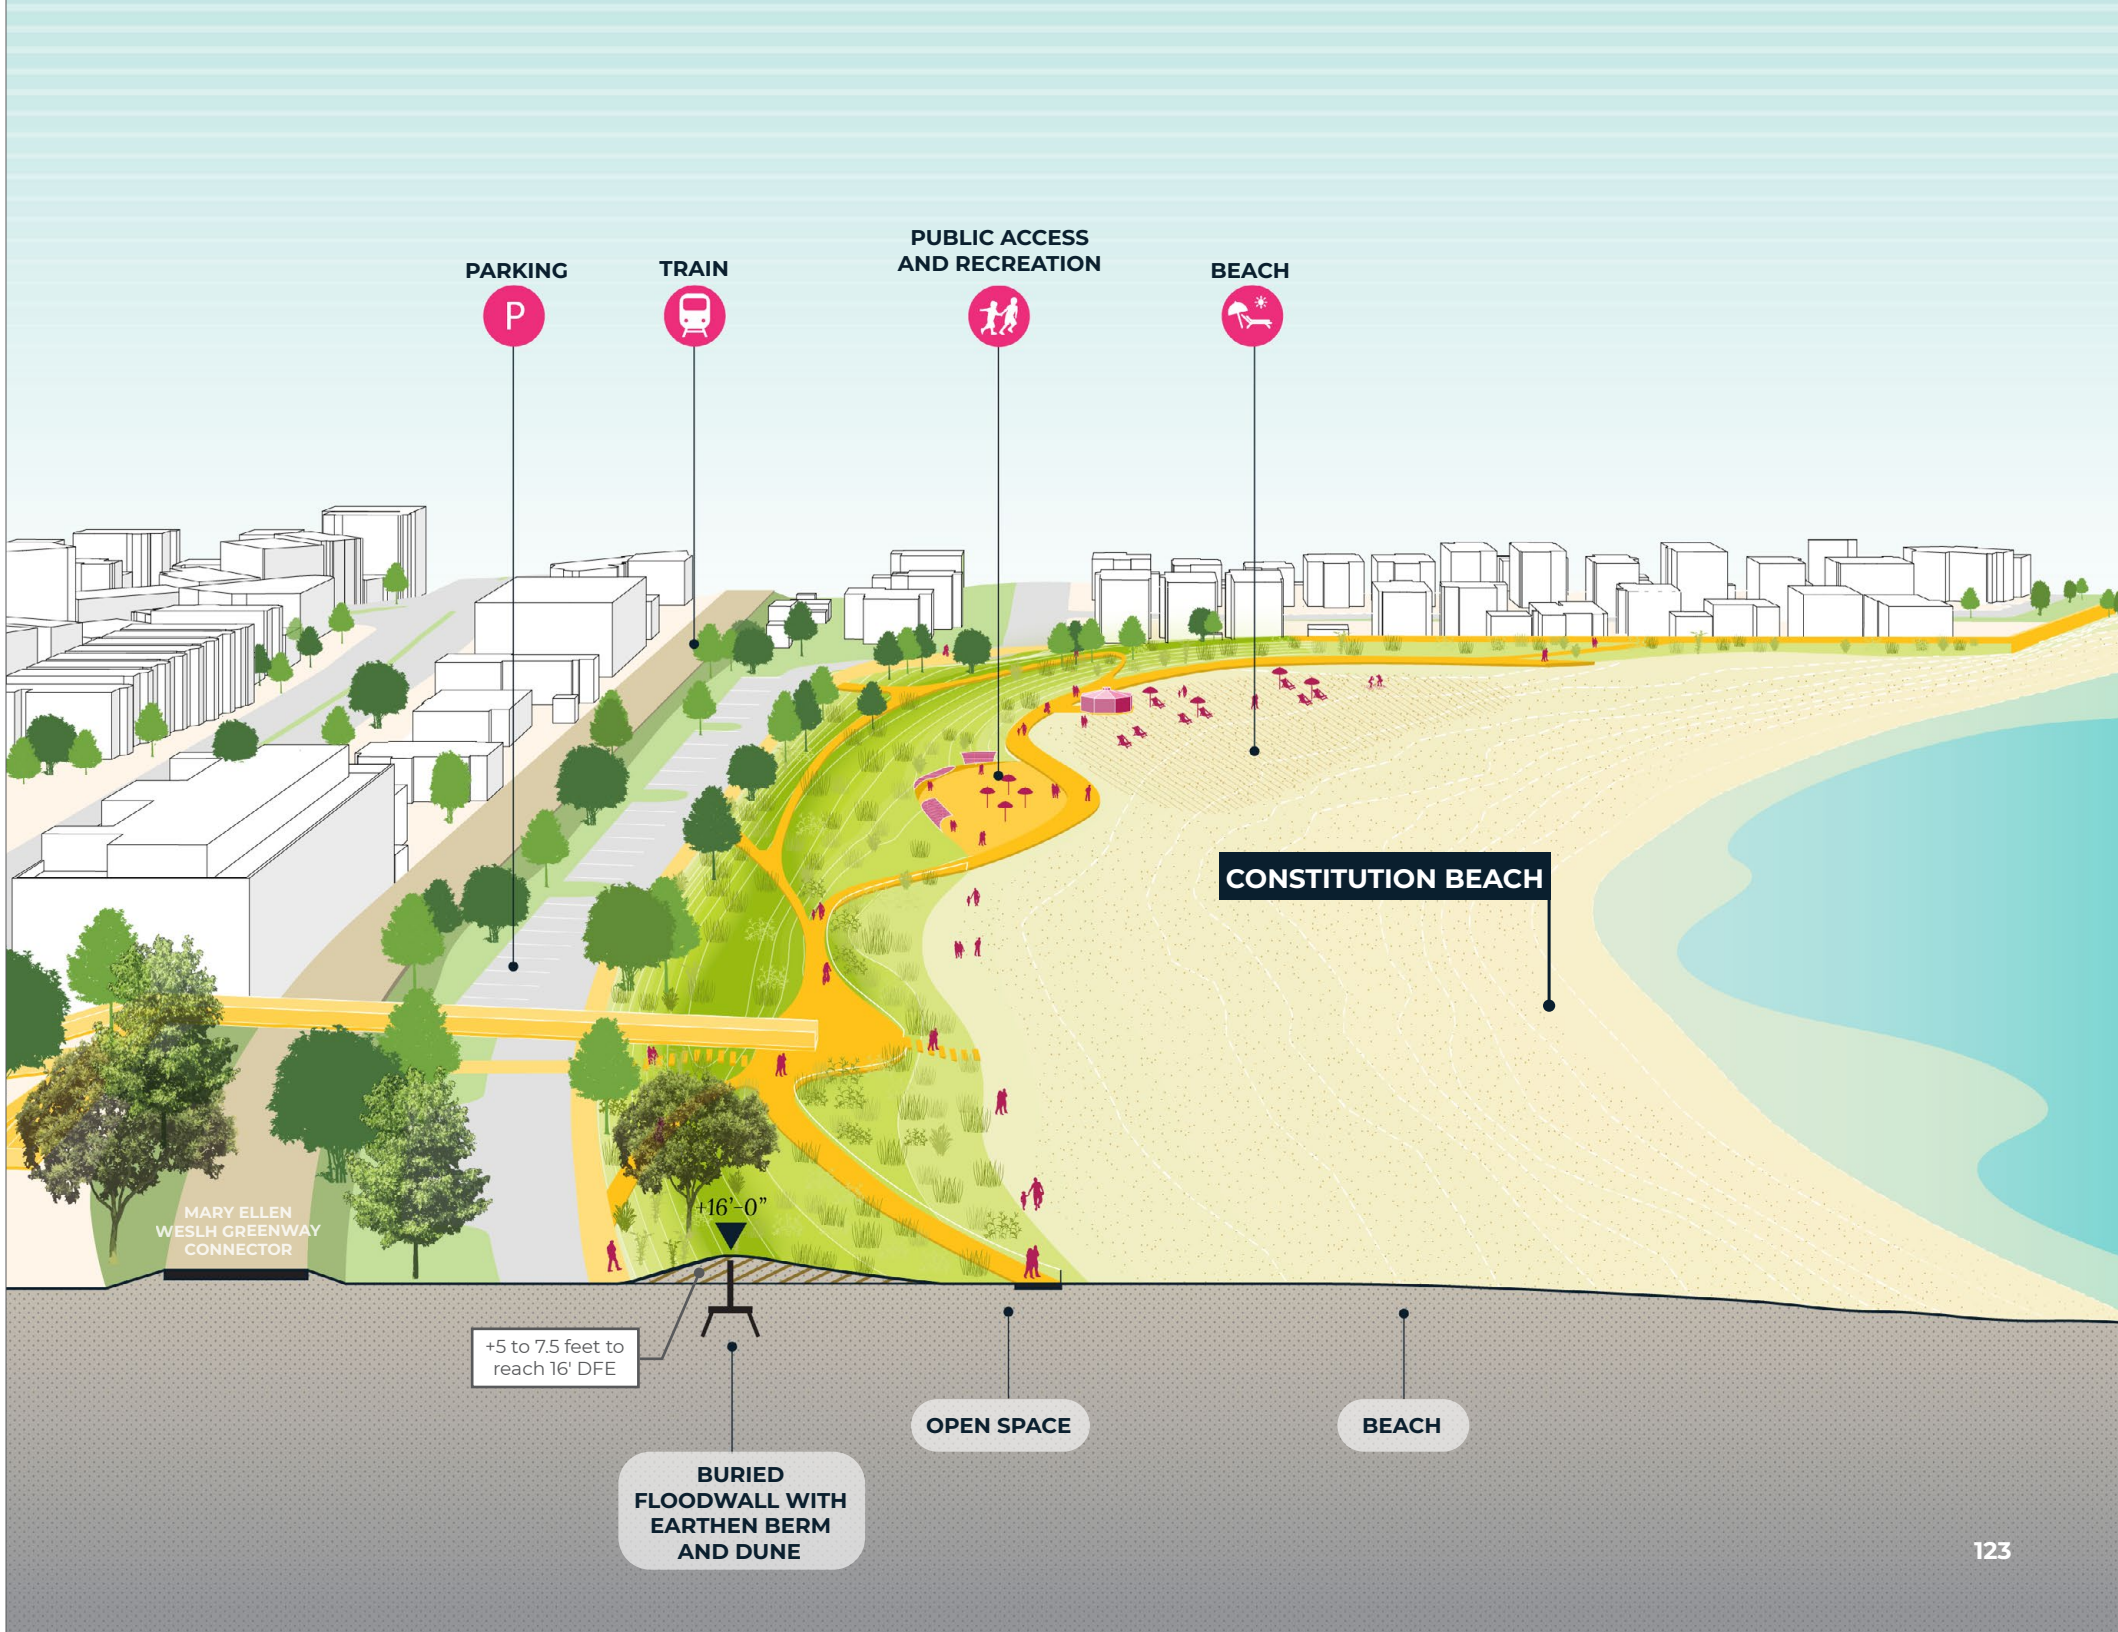 PUBLIC ACCESS
AND RECREATION
PARKING
TRAIN
BEACH
P
CONSTITUTION BEACH
MARY ELLEN
WESLH GREENWAY
CONNECTOR
+16'-0”
+5 to 7.5 feet to
reach 16' DFE
OPEN SPACE
BEACH
BURIED
FLOODWALL WITH
EARTHEN BERM
AND DUNE
123